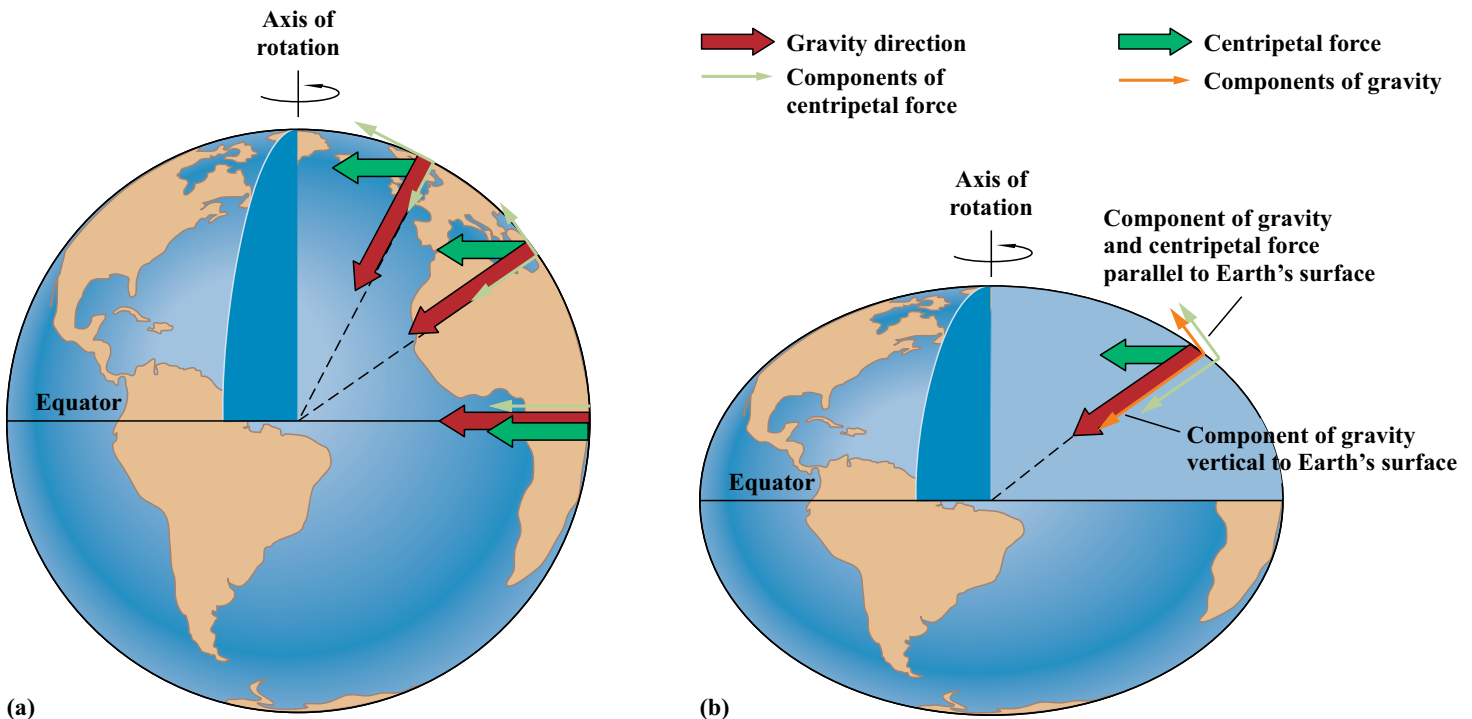 Axis of
rotation
Equator
(a)
Gravity direction
Components of
centripetal force
Centripetal force
Components of gravity
Axis of
rotation
Component of gravity
and centripetal force
parallel to Earth's surface
Component of gravity
vertical to Earth's surface
Equator
(b)